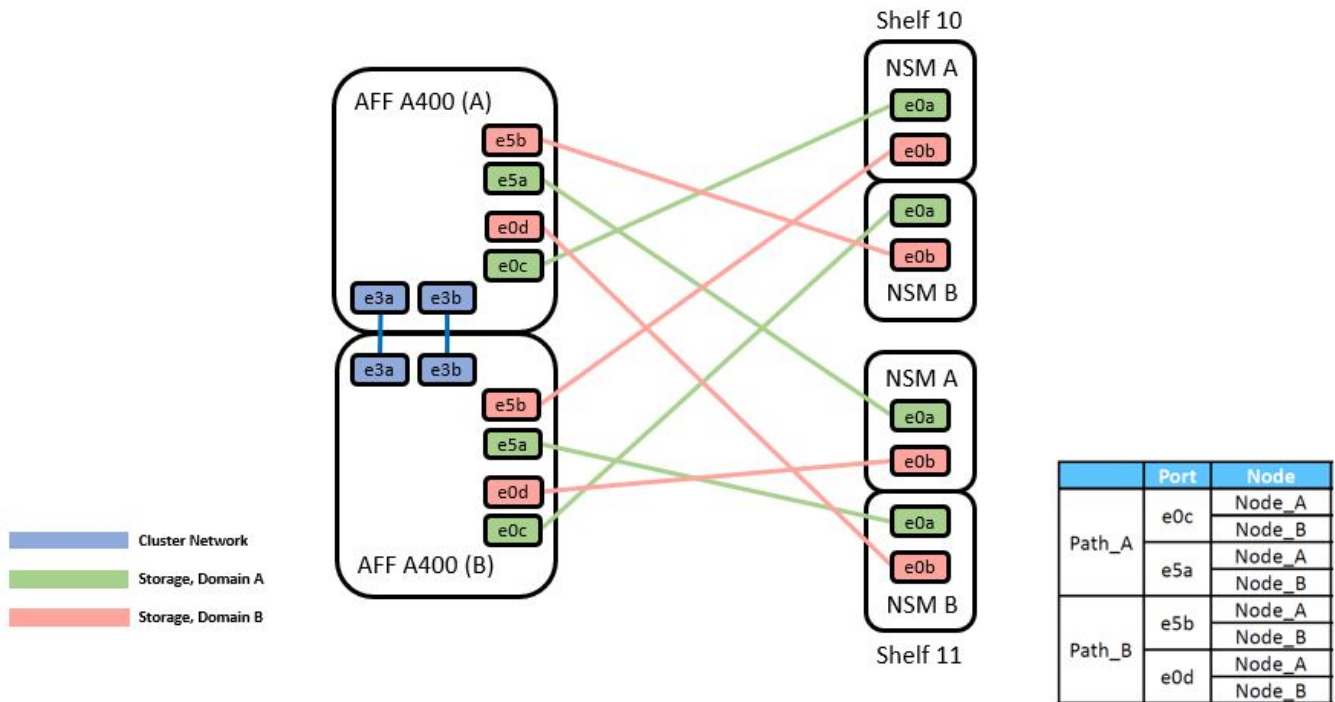 Shelf 10
AFF A400 (A)
e5b
e5a
e0d
e0c
e3a e3b
e3a e3b
e5b
e5a
e0d
e0c
AFF A400 (B)
NSM A
e0a
e0b
e0a
e0b
NSM B
NSM A
e0a
e0b
e0a
e0b
NSM B
Shelf 11
Cluster Network
Storage, Domain A
Storage, Domain B
Port Node
Path_A e0c Node_A
Node_B
e5a Node_A
Node_B
Path_B e5b Node_A
Node_B
e0d Node_A
Node_B